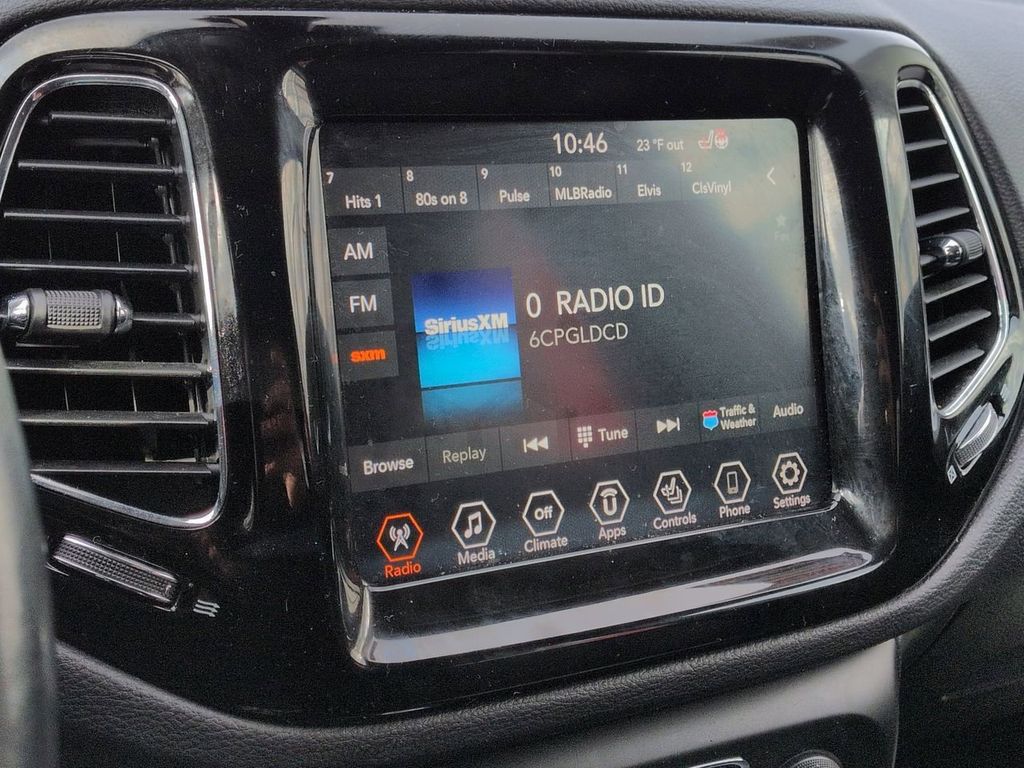 10:46 23 °F out
7 Hits 1
8 80s on 8
9 Pulse
10 MLBRadio
11 Elvis
12 ClsVinyl
AM
FM
sxm
SiriusXM
0 RADIO ID
6CPGLDCD
Browse
Replay
Tune
Traffic &
Weather
Audio
Radio
Media
Off
Climate
Apps
Controls
Phone
Settings